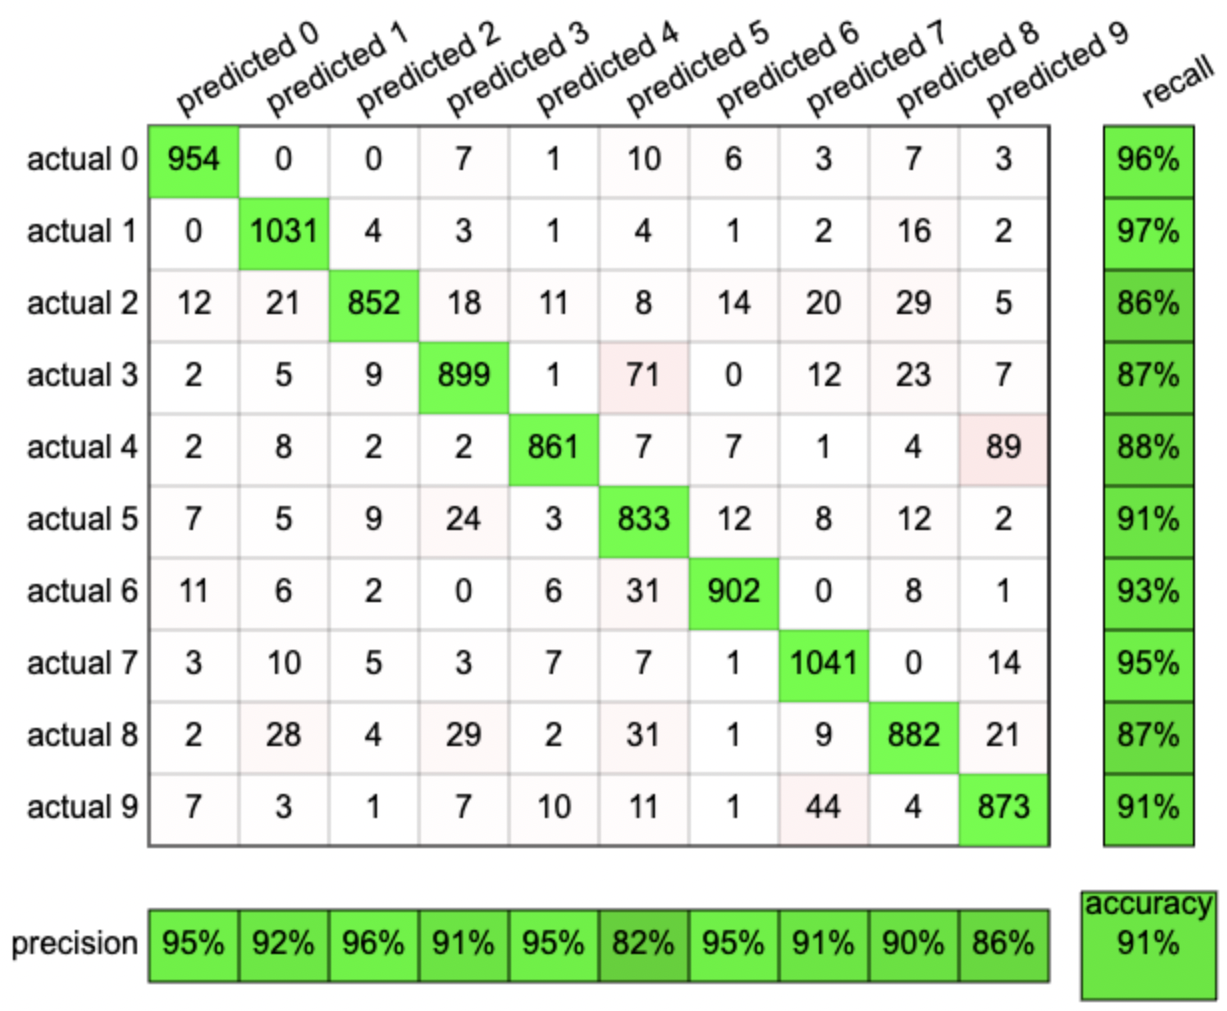 predicted 0 predicted 1 predicted 2 predicted 3 predicted 4 predicted 5 predicted 6 predicted 7 predicted 8 predicted 9 recall
actual 0 954 0 0 7 1 10 6 3 7 3 96%
actual 1 0 1031 4 3 1 4 1 2 16 2 97%
actual 2 12 21 852 18 11 8 14 20 29 5 86%
actual 3 2 5 9 899 1 71 0 12 23 7 87%
actual 4 2 8 2 2 861 7 7 1 4 89 88%
actual 5 7 5 9 24 3 833 12 8 12 2 91%
actual 6 11 6 2 0 6 31 902 0 8 1 93%
actual 7 3 10 5 3 7 7 1 1041 0 14 95%
actual 8 2 28 4 29 2 31 1 9 882 21 87%
actual 9 7 3 1 7 10 11 1 44 4 873 91%
precision 95% 92% 96% 91% 95% 82% 95% 91% 90% 86%
accuracy
91%